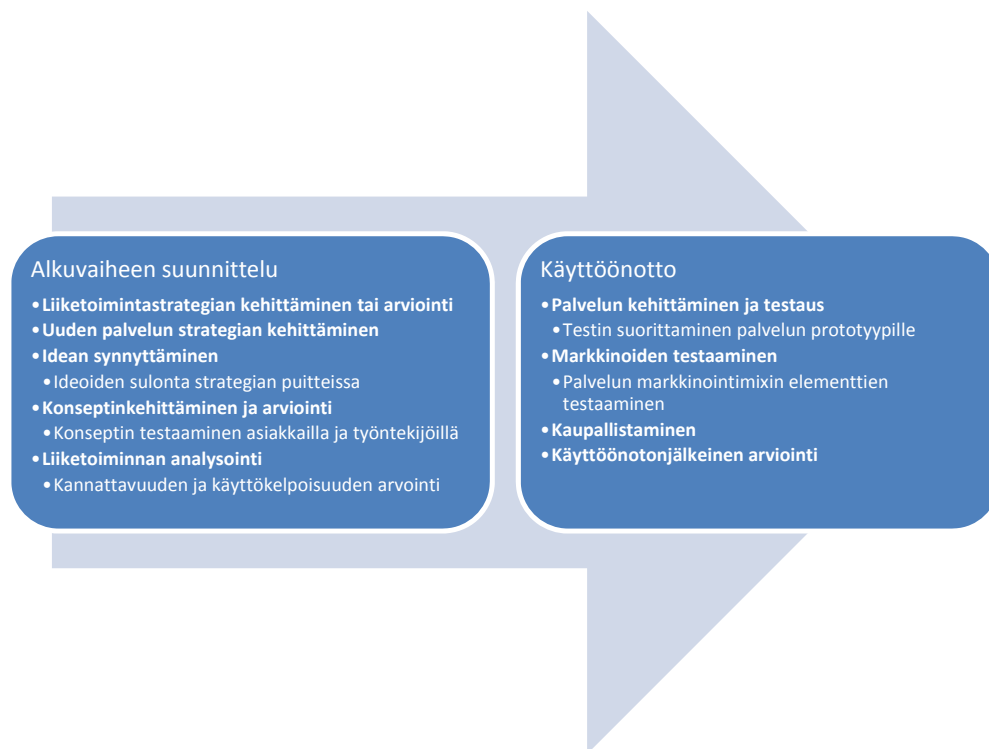 Alkuvaiheen suunnittelu
•Liiketoimintastrategian kehittäminen tai arviointi
•Uuden palvelun strategian kehittäminen
•Idean synnyttäminen
•Ideoiden sulonta strategian puitteissa
•Konseptinkehittäminen ja arviointi
•Konseptin testaaminen asiakkailla ja työntekijöillä
•Liiketoiminnan analysointi
•Kannattavuuden ja käyttökelpoisuuden arvointi
Käyttöönotto
•Palvelun kehittäminen ja testaus
•Testin suorittaminen palvelun prototyypille
•Markkinoiden testaaminen
•Palvelun markkinointimixin elementtien
testaaminen
•Kaupallistaminen
•Käyttöönotonjälkeinen arviointi